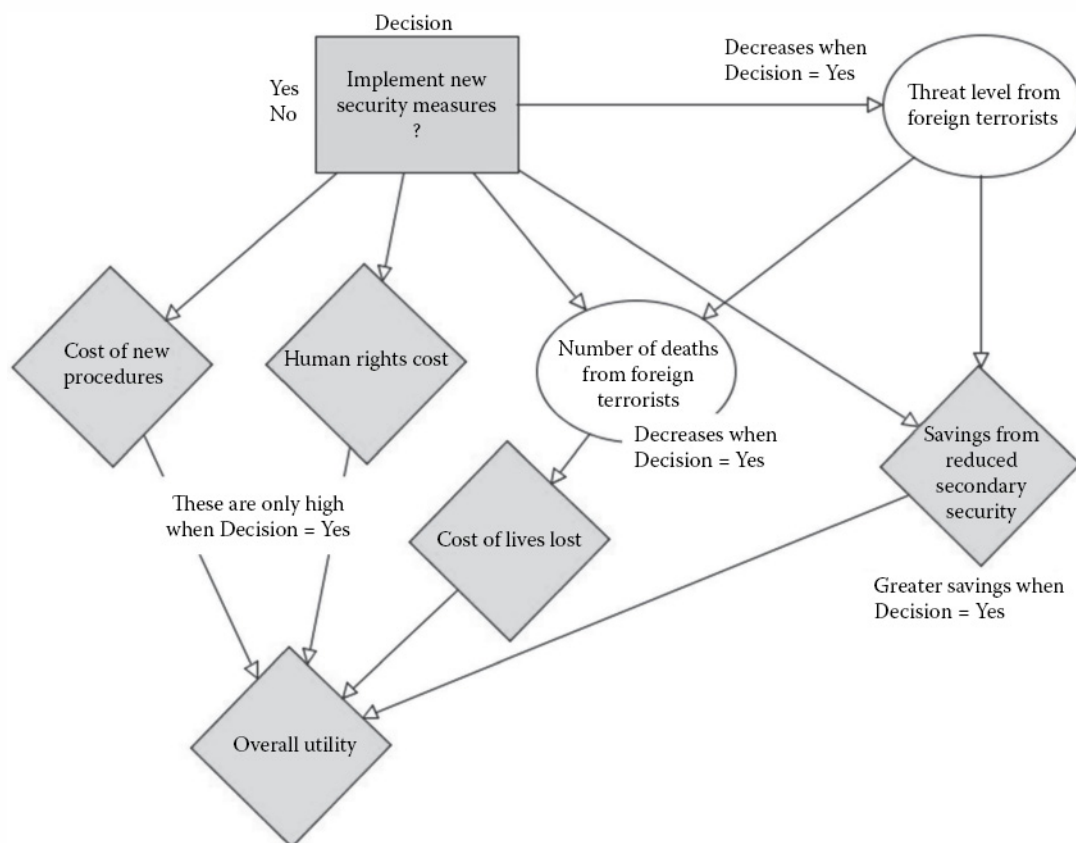 Decision
Yes
No
Implement new
security measures
?
Decreases when
Decision = Yes
Threat level from
foreign terrorists
Cost of new
procedures
Human rights cost
Number of deaths
from foreign
terrorists
Decreases when
Decision = Yes
Savings from
reduced
secondary
security
These are only high
when Decision = Yes
Cost of lives lost
Greater savings when
Decision = Yes
Overall utility